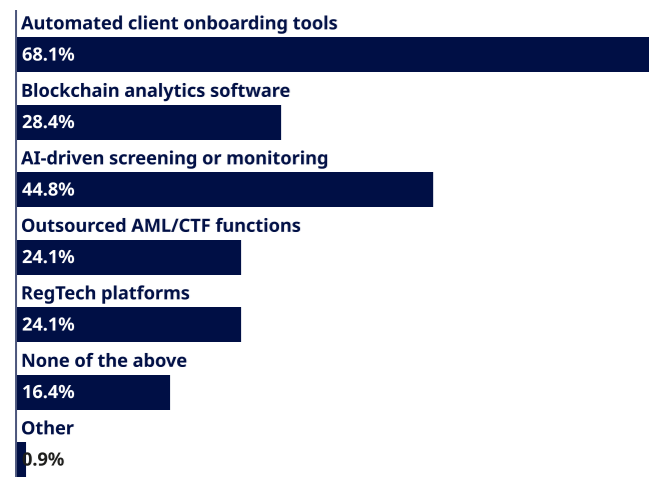 Automated client onboarding tools
68.1%
Blockchain analytics software
28.4%
AI-driven screening or monitoring
44.8%
Outsourced AML/CTF functions
24.1%
RegTech platforms
24.1%
None of the above
16.4%
Other
0.9%